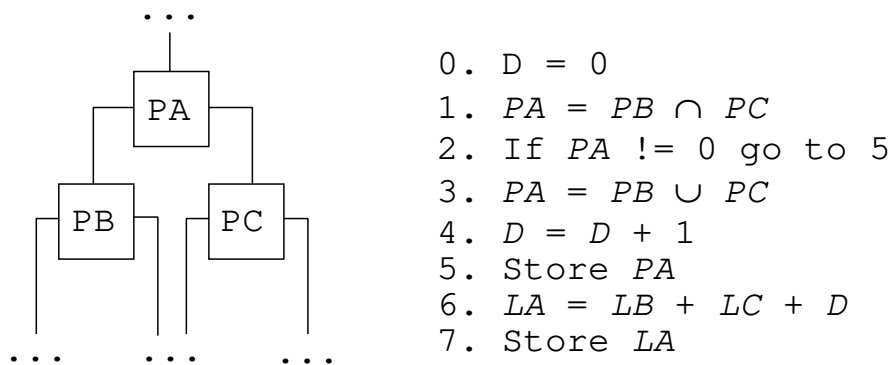 ...
PA
PB
PC
... ... ...
0. D = 0
1. PA = PB ∩ PC
2. If PA != 0 go to 5
3. PA = PB ∪ PC
4. D = D + 1
5. Store PA
6. LA = LB + LC + D
7. Store LA